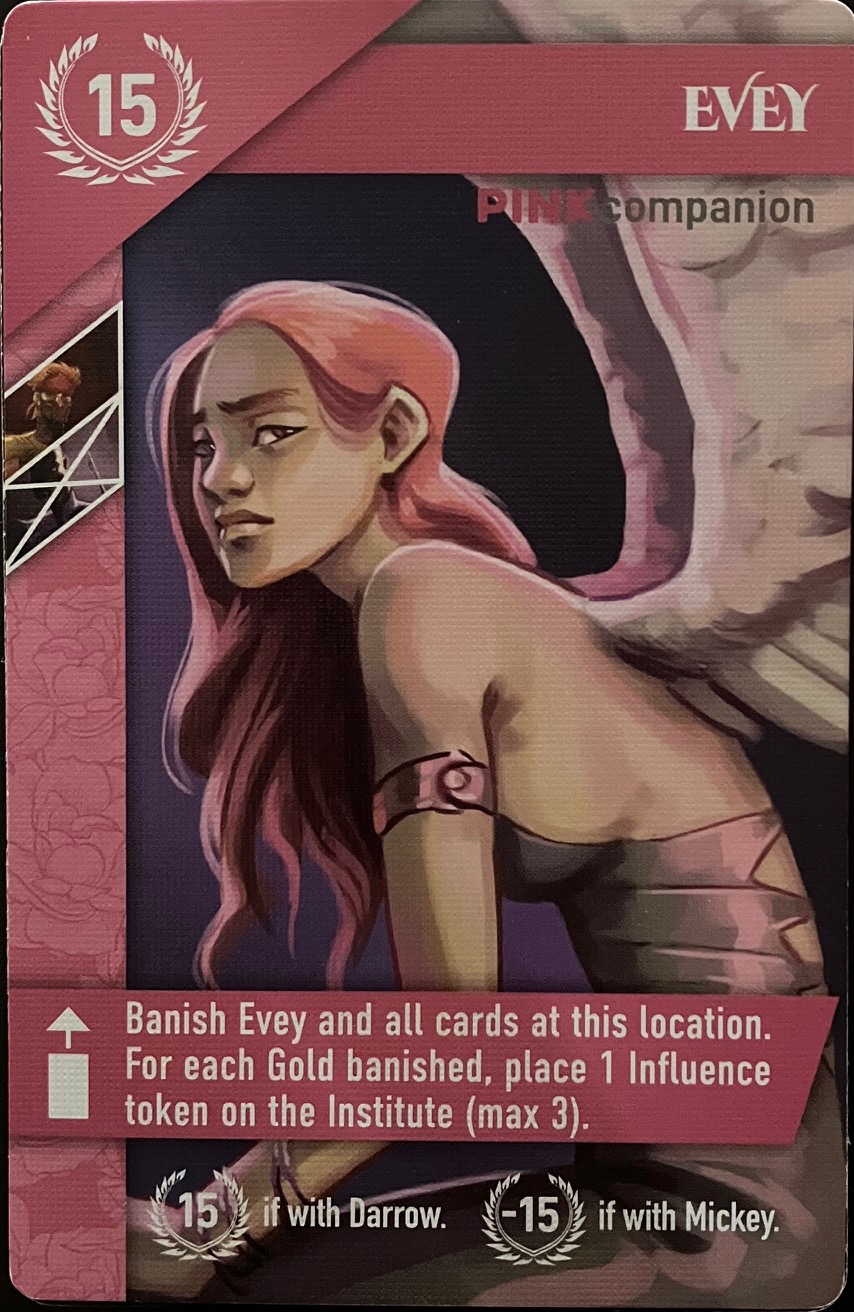 15
EVEY
PINK companion
Banish Evey and all cards at this location.
For each Gold banished, place 1 Influence
token on the Institute (max 3).
15 if with Darrow. -15 if with Mickey.